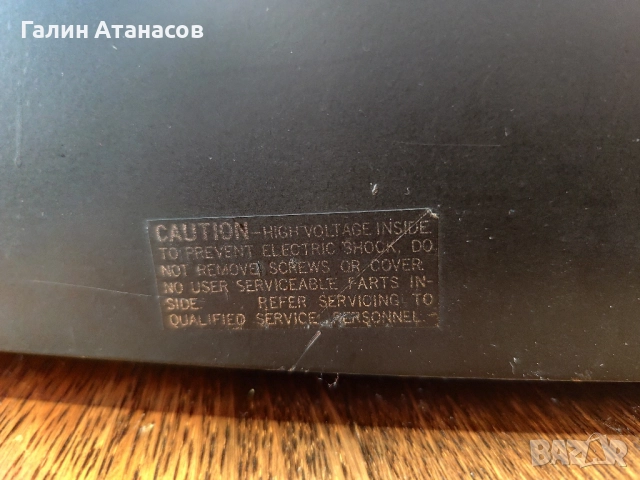 Галин Атанасов
CAUTION-HIGH VOLTAGE INSIDE
TO PREVENT ELECTRIC SHOCK, DO
NOT REMOVE SCREWS OR COVER
NO USER SERVICEABLE PARTS IN-
SIDE. REFER SERVICING TO
QUALIFIED SERVICE PERSONNEL.
BAZAR